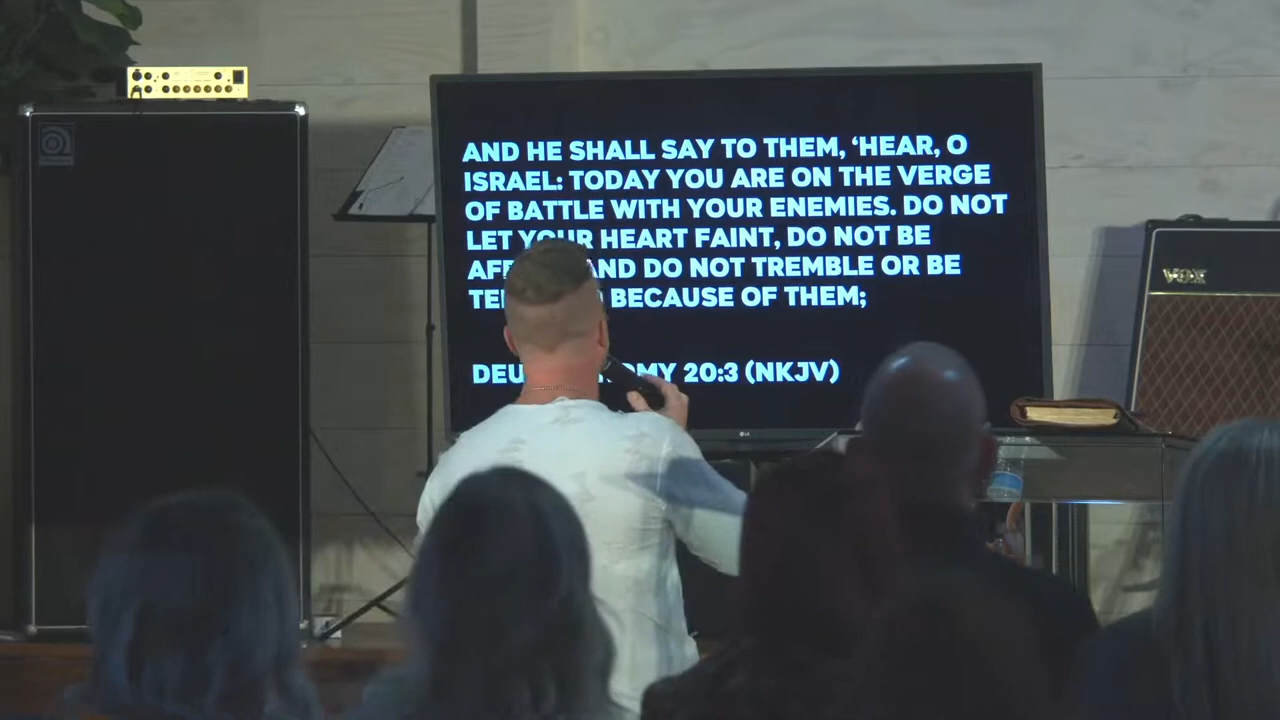 AND HE SHALL SAY TO THEM, ‘HEAR, O
ISRAEL: TODAY YOU ARE ON THE VERGE
OF BATTLE WITH YOUR ENEMIES. DO NOT
LET YOUR HEART FAINT, DO NOT BE
AND DO NOT TREMBLE OR BE
BECAUSE OF THEM;
20:3 (NKJV)
LG
VOX